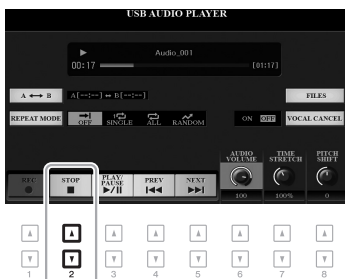 USB AUDIO PLAYER
Audio_001
00:17 [01:17]
A ⟷ B A[--:--] ↔ B[--:--] FILES
REPEAT MODE OFF SINGLE ALL RANDOM ON OFF VOCAL CANCEL
AUDIO VOLUME TIME STRETCH PITCH SHIFT
REC STOP PLAY/PAUSE PREV NEXT
100 100% 0
1 2 3 4 5 6 7 8